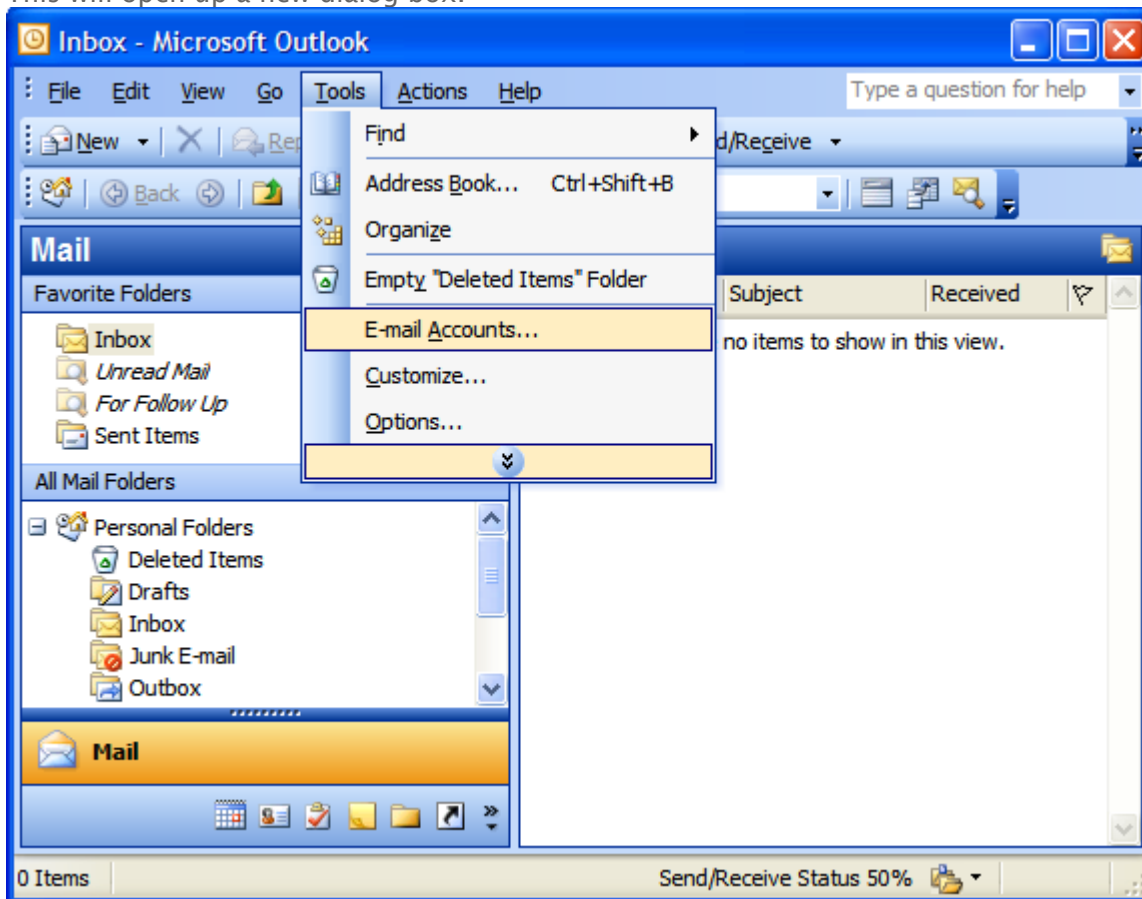 This will open up a new dialog box.
Inbox - Microsoft Outlook
File Edit View Go Tools Actions Help Type a question for help
New Rep d/Receive
Back
Find
Address Book... Ctrl+Shift+B
Organize
Empty "Deleted Items" Folder
E-mail Accounts...
Customize...
Options...
Mail
Favorite Folders
Inbox
Unread Mail
For Follow Up
Sent Items
All Mail Folders
Personal Folders
Deleted Items
Drafts
Inbox
Junk E-mail
Outbox
Mail
Subject Received
no items to show in this view.
0 Items Send/Receive Status 50%